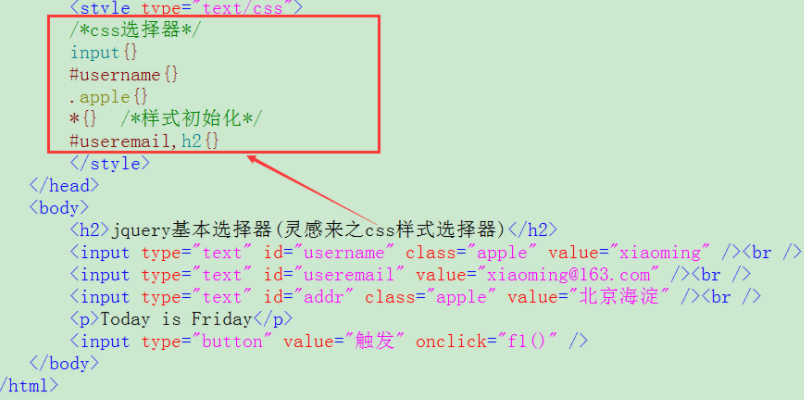 <style type="text/css">
/*css选择器*/
input{}
#username{}
.apple{}
*{}  /*样式初始化*/
#useremail,h2{}
</style>
</head>
<body>
<h2>jquery基本选择器(灵感来之css样式选择器)</h2>
<input type="text" id="username" class="apple" value="xiaoming" /><br />
<input type="text" id="useremail" value="xiaoming@163.com" /><br />
<input type="text" id="addr" class="apple" value="北京海淀" /><br />
<p>Today is Friday</p>
<input type="button" value="触发" onclick="f1()" />
</body>
/html>